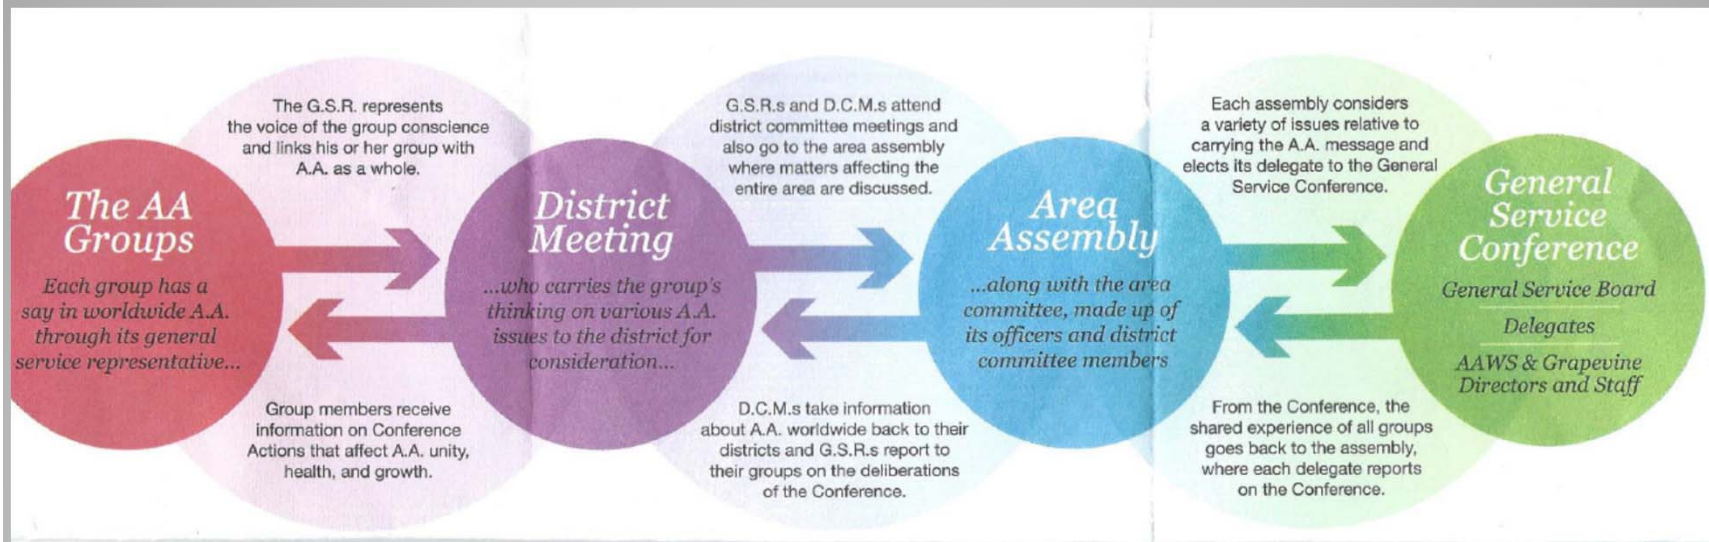 The G.S.R. represents
the voice of the group conscience
and links his or her group with
A.A. as a whole.
G.S.R.s and D.C.M.s attend
district committee meetings and
also go to the area assembly
where matters affecting the
entire area are discussed.
Each assembly considers
a variety of issues relative to
carrying the A.A. message and
elects its delegate to the General
Service Conference.
The AA
Groups
Each group has a
say in worldwide A.A.
through its general
service representative...
District
Meeting
...who carries the group's
thinking on various A.A.
issues to the district for
consideration...
Area
Assembly
...along with the area
committee, made up of
its officers and district
committee members
General
Service
Conference
General Service Board
Delegates
AAWS & Grapevine
Directors and Staff
Group members receive
information on Conference
Actions that affect A.A. unity,
health, and growth.
D.C.M.s take information
about A.A. worldwide back to their
districts and G.S.R.s report to
their groups on the deliberations
of the Conference.
From the Conference, the
shared experience of all groups
goes back to the assembly,
where each delegate reports
on the Conference.